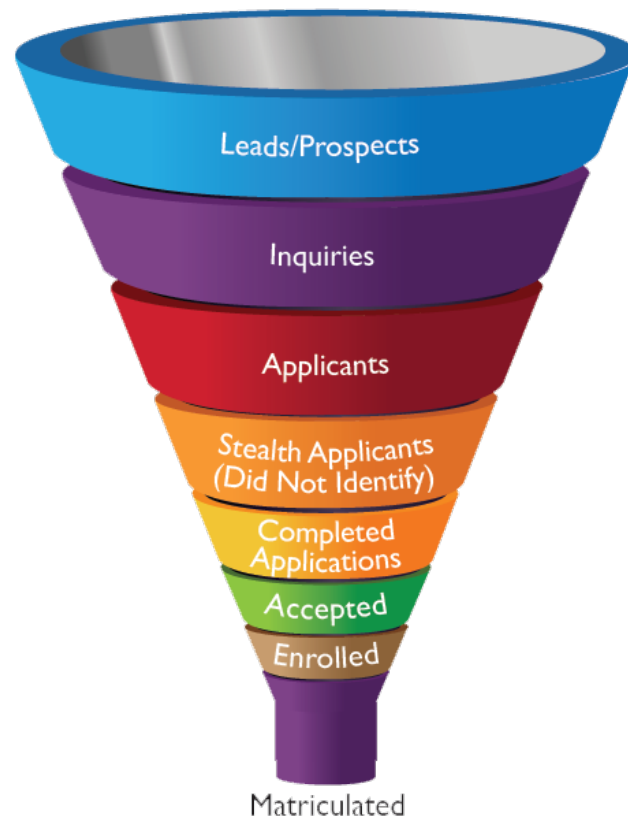 Leads/Prospects
Inquiries
Applicants
Stealth Applicants
(Did Not Identify)
Completed
Applications
Accepted
Enrolled
Matriculated